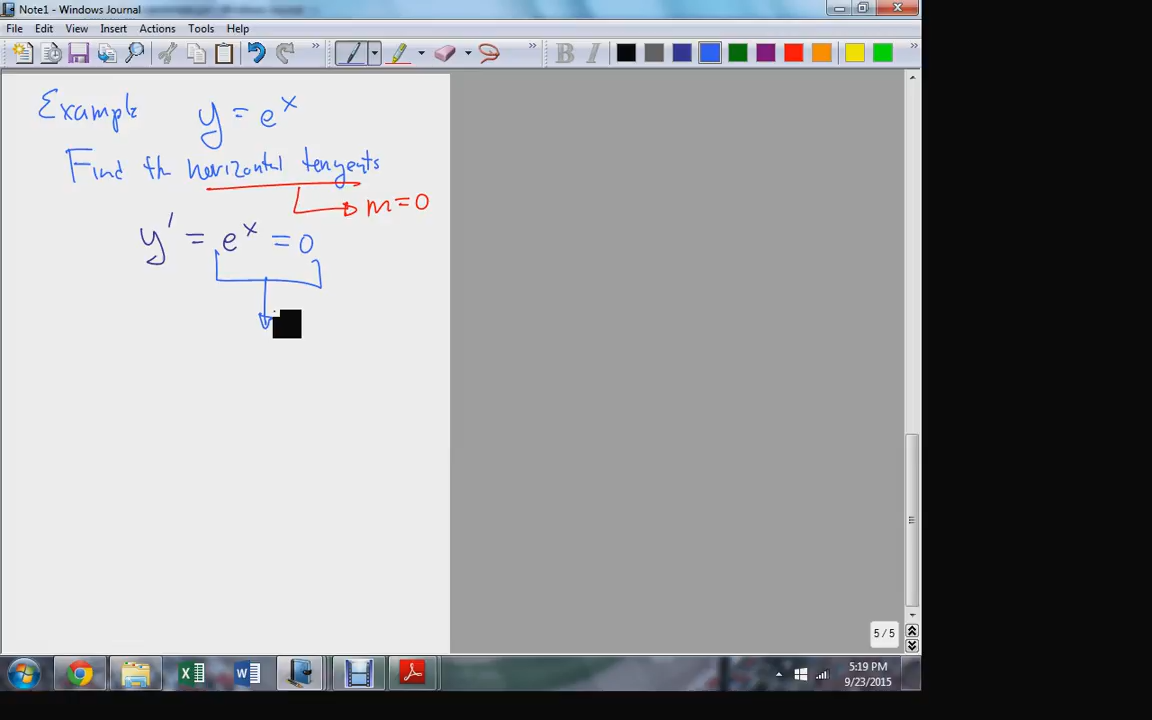 Note1 - Windows Journal
File Edit View Insert Actions Tools Help
B I
Example y = e^x
Find th horizontal tangents
m=0
y' = e^x = 0
5 / 5
5:19 PM
9/23/2015